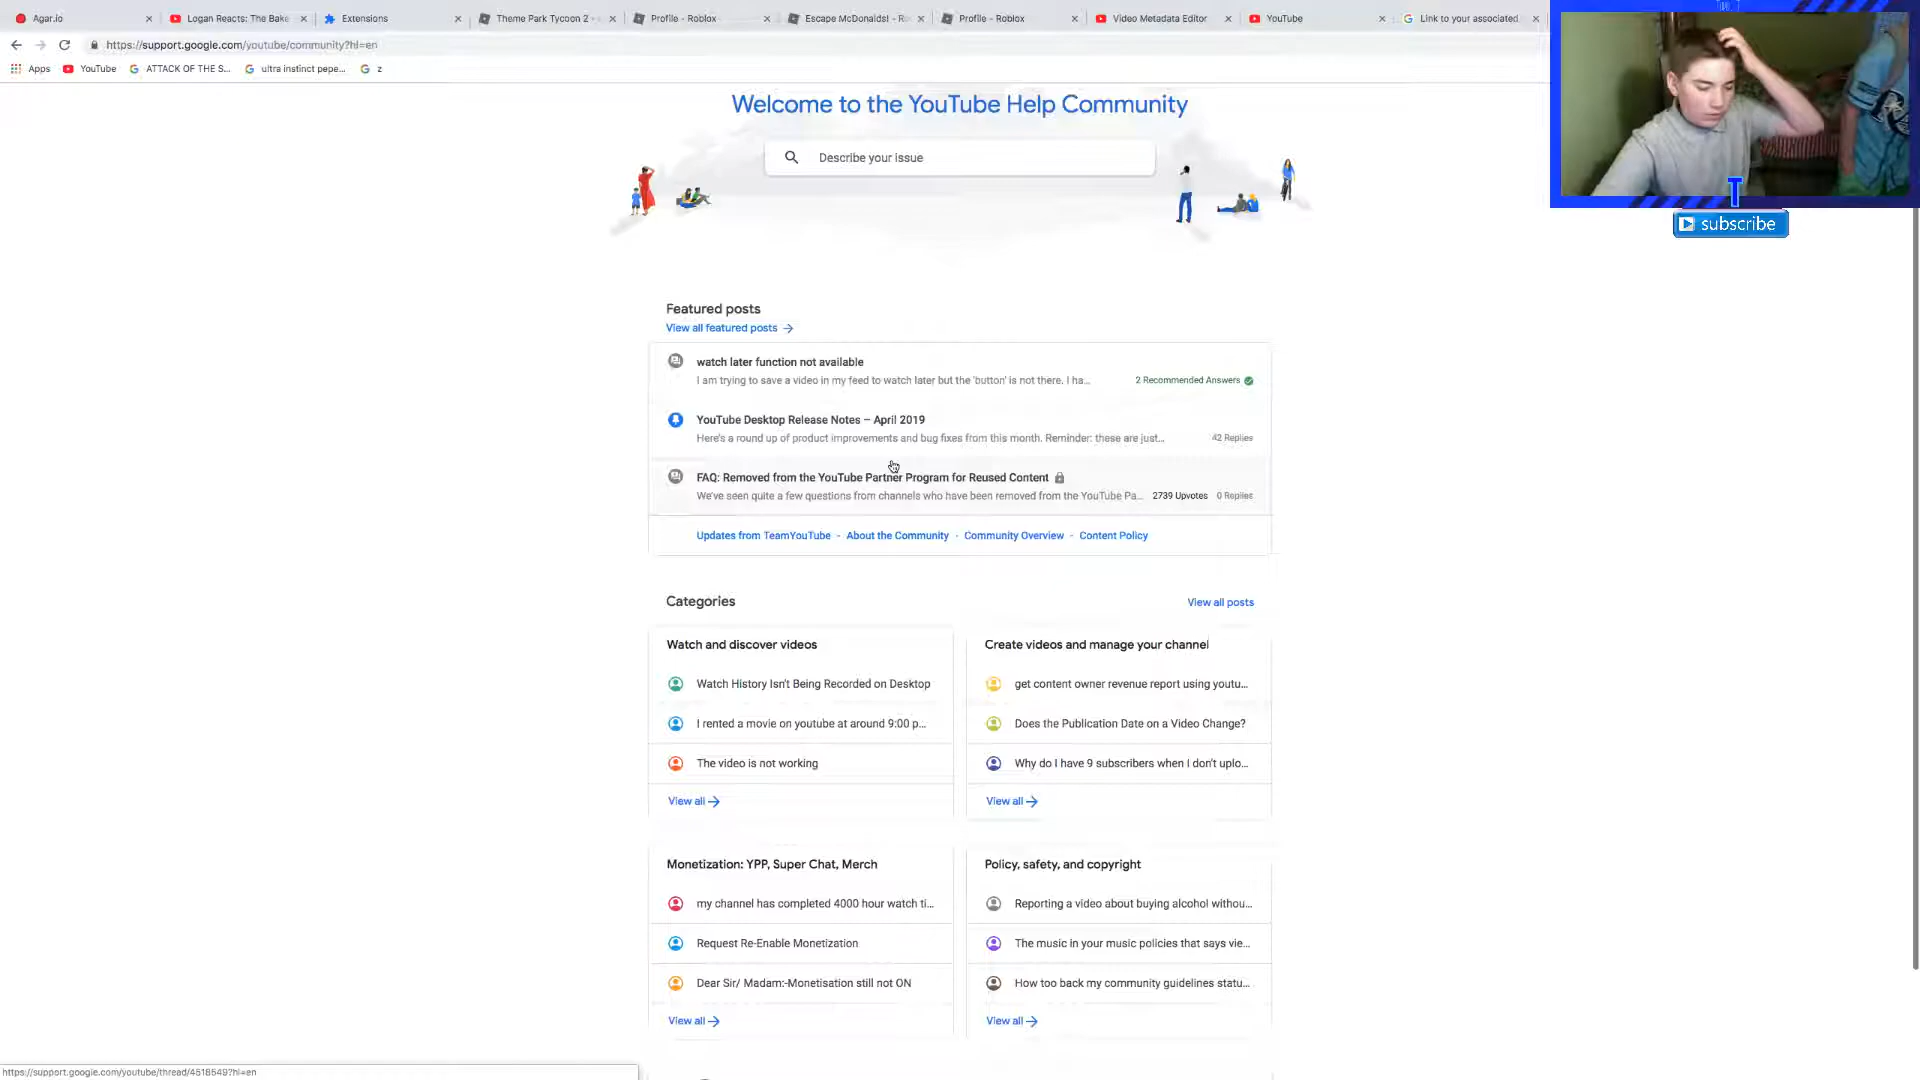 Agar.io
Logan Reacts: The Bake
Extensions
Theme Park Tycoon 2 -
Profile - Roblox
Escape McDonalds! - Ro
Profile - Roblox
Video Metadata Editor
YouTube
Link to your associated
https://support.google.com/youtube/community?hl=en
Apps
YouTube
ATTACK OF THE S...
ultra instinct pepe...
z
subscribe
Welcome to the YouTube Help Community
Describe your issue
Featured posts
View all featured posts
watch later function not available
I am trying to save a video in my feed to watch later but the 'button' is not there. I ha...
2 Recommended Answers
YouTube Desktop Release Notes – April 2019
Here's a round up of product improvements and bug fixes from this month. Reminder: these are just...
42 Replies
FAQ: Removed from the YouTube Partner Program for Reused Content
We've seen quite a few questions from channels who have been removed from the YouTube Pa...
2739 Upvotes 0 Replies
Updates from TeamYouTube - About the Community - Community Overview - Content Policy
Categories
View all posts
Watch and discover videos
Watch History Isn't Being Recorded on Desktop
I rented a movie on youtube at around 9:00 p...
The video is not working
View all
Create videos and manage your channel
get content owner revenue report using youtu...
Does the Publication Date on a Video Change?
Why do I have 9 subscribers when I don't uplo...
View all
Monetization: YPP, Super Chat, Merch
my channel has completed 4000 hour watch ti...
Request Re-Enable Monetization
Dear Sir/ Madam:-Monetisation still not ON
View all
Policy, safety, and copyright
Reporting a video about buying alcohol withou...
The music in your music policies that says vie...
How too back my community guidelines statu...
View all
https://support.google.com/youtube/thread/4518549?hl=en